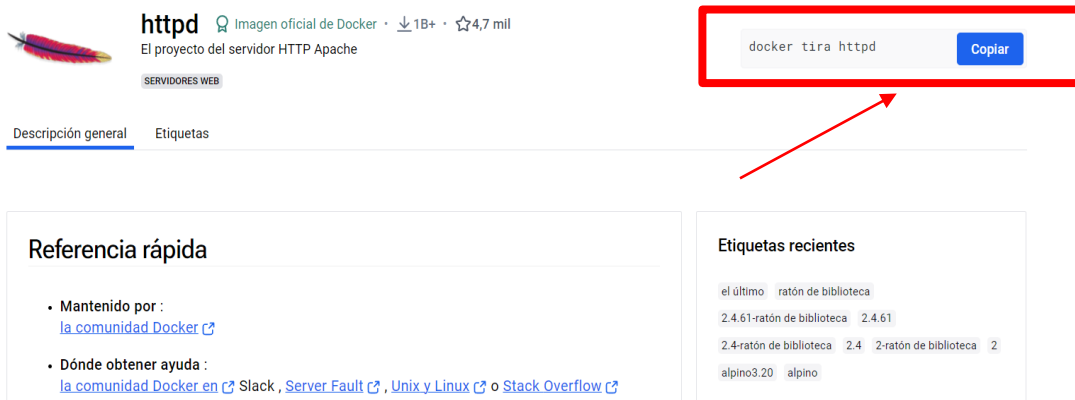 httpd Imagen oficial de Docker · 1B+ · 4,7 mil
El proyecto del servidor HTTP Apache
SERVIDORES WEB
docker tira httpd
Copiar
Descripción general Etiquetas
Referencia rápida
• Mantenido por :
la comunidad Docker
• Dónde obtener ayuda :
la comunidad Docker en Slack , Server Fault , Unix y Linux o Stack Overflow
Etiquetas recientes
el último ratón de biblioteca
2.4.61-ratón de biblioteca 2.4.61
2.4-ratón de biblioteca 2.4 2-ratón de biblioteca 2
alpino3.20 alpino